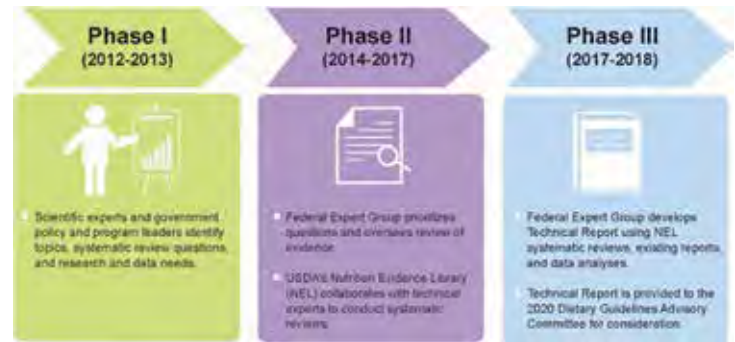 Phase I
(2012-2013)
Scientific experts and government
policy and program leaders identify
topics, systematic review questions,
and research and data needs.
Phase II
(2014-2017)
Federal Expert Group prioritizes
questions and oversees review of
evidence.
USDA's Nutrition Evidence Library
(NEL) collaborates with technical
experts to conduct systematic
reviews.
Phase III
(2017-2018)
Federal Expert Group develops
Technical Report using NEL
systematic reviews, existing reports,
and data analyses.
Technical Report is provided to the
2020 Dietary Guidelines Advisory
Committee for consideration.